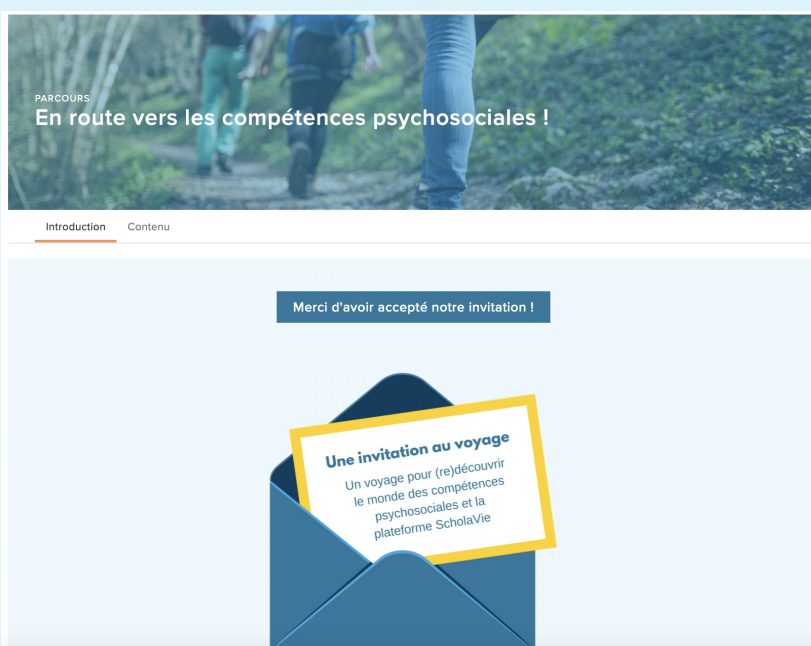 PARCOURS
En route vers les compétences psychosociales !
Introduction Contenu
Merci d'avoir accepté notre invitation !
Une invitation au voyage
Un voyage pour (re)découvrir
le monde des compétences
psychosociales et la
plateforme ScholaVie